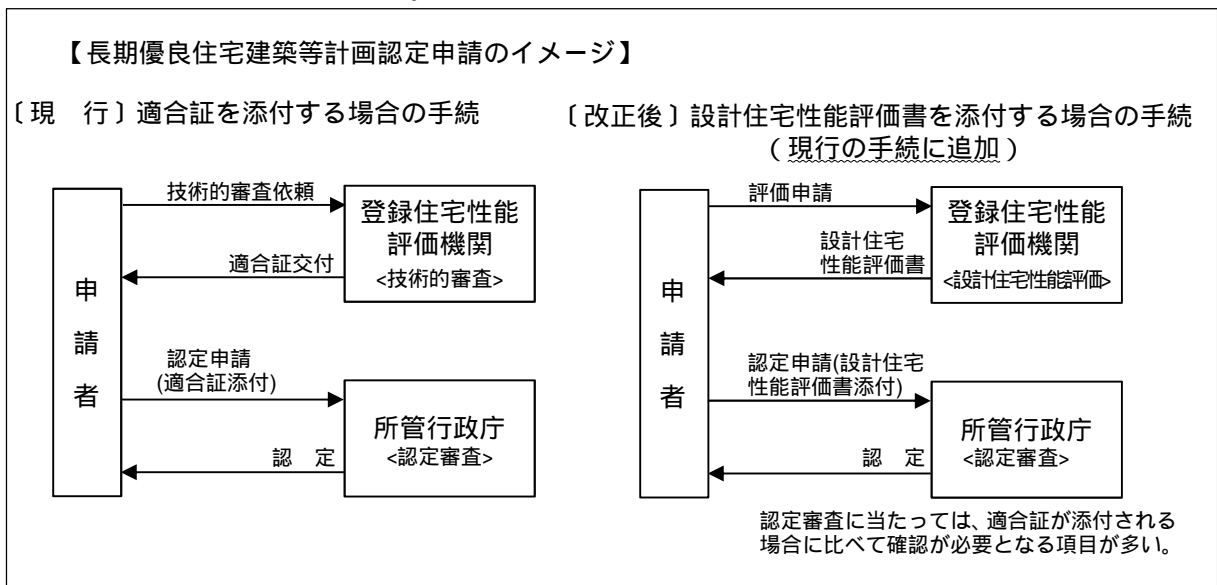 【長期優良住宅建築等計画認定申請のイメージ】
〔現　行〕適合証を添付する場合の手続
申請者
技術的審査依頼
適合証交付
登録住宅性能
評価機関
<技術的審査>
認定申請
(適合証添付)
認　定
所管行政庁
<認定審査>
〔改正後〕設計住宅性能評価書を添付する場合の手続
（現行の手続に追加）
申請者
評価申請
設計住宅
性能評価書
登録住宅性能
評価機関
<設計住宅性能評価>
認定申請(設計住宅
性能評価書添付)
認　定
所管行政庁
<認定審査>
認定審査に当たっては、適合証が添付される
場合に比べて確認が必要となる項目が多い。